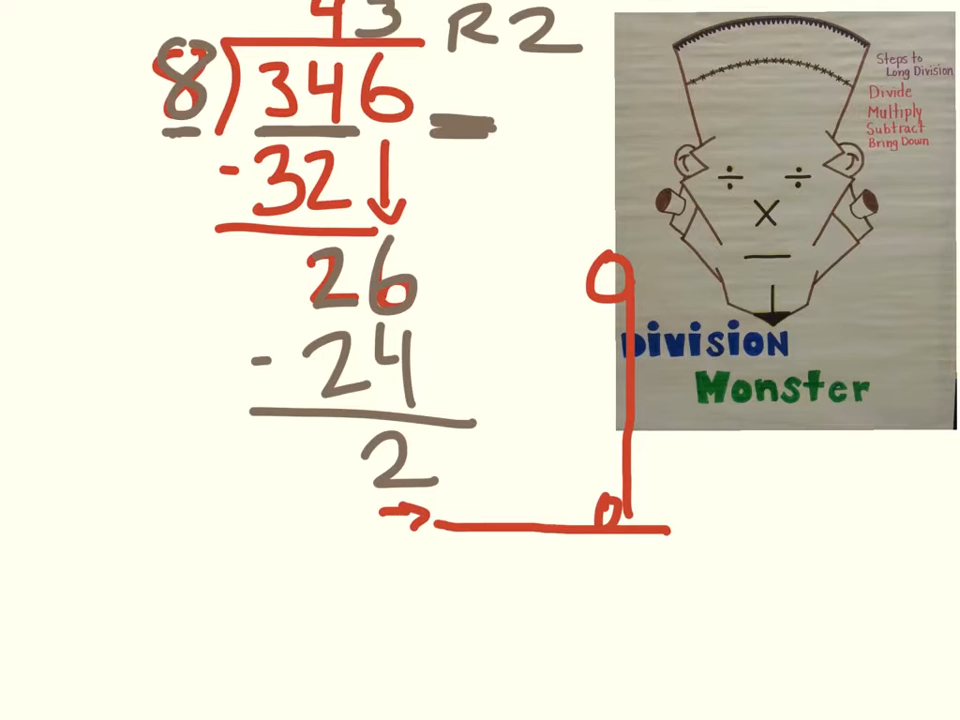 43 R2
8)346
-32
26
-24
2
Steps to
Long Division
Divide
Multiply
Subtract
Bring Down
÷ ÷
×
Division
Monster